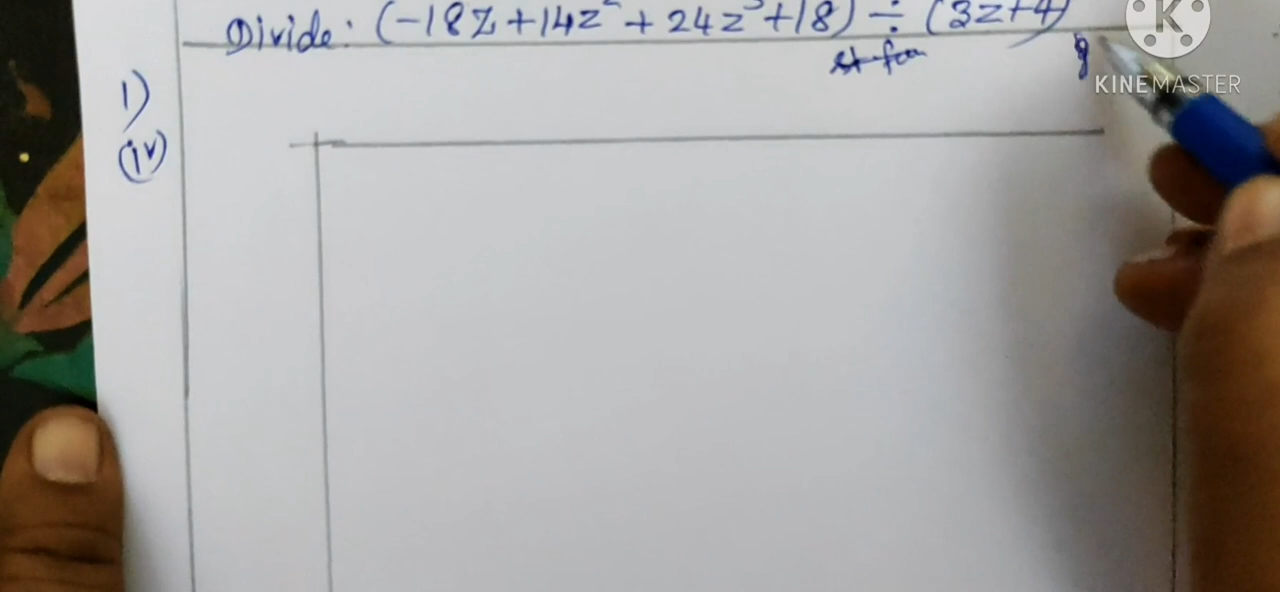 Divide: (-18z + 14z² + 24z³ + 18) ÷ (3z + 4)
1)
(iv)
K
KINEMASTER